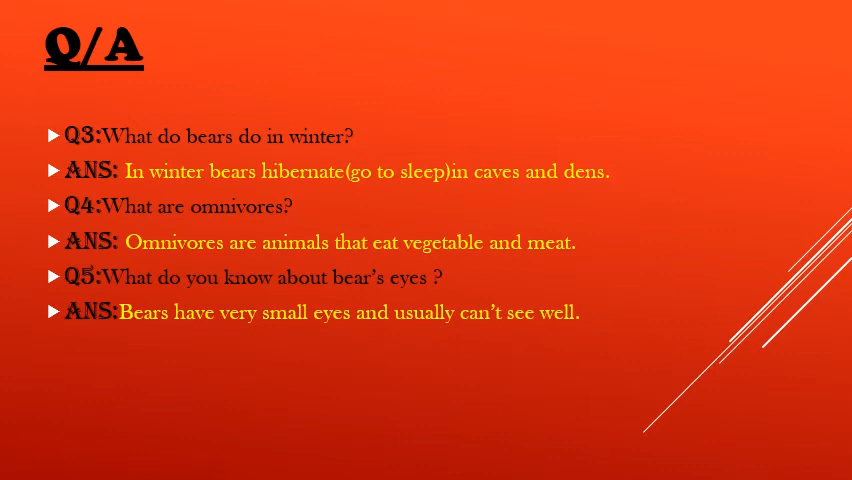 Q/A
Q3:What do bears do in winter?
ANS: In winter bears hibernate(go to sleep)in caves and dens.
Q4:What are omnivores?
ANS: Omnivores are animals that eat vegetable and meat.
Q5:What do you know about bear’s eyes ?
ANS:Bears have very small eyes and usually can’t see well.